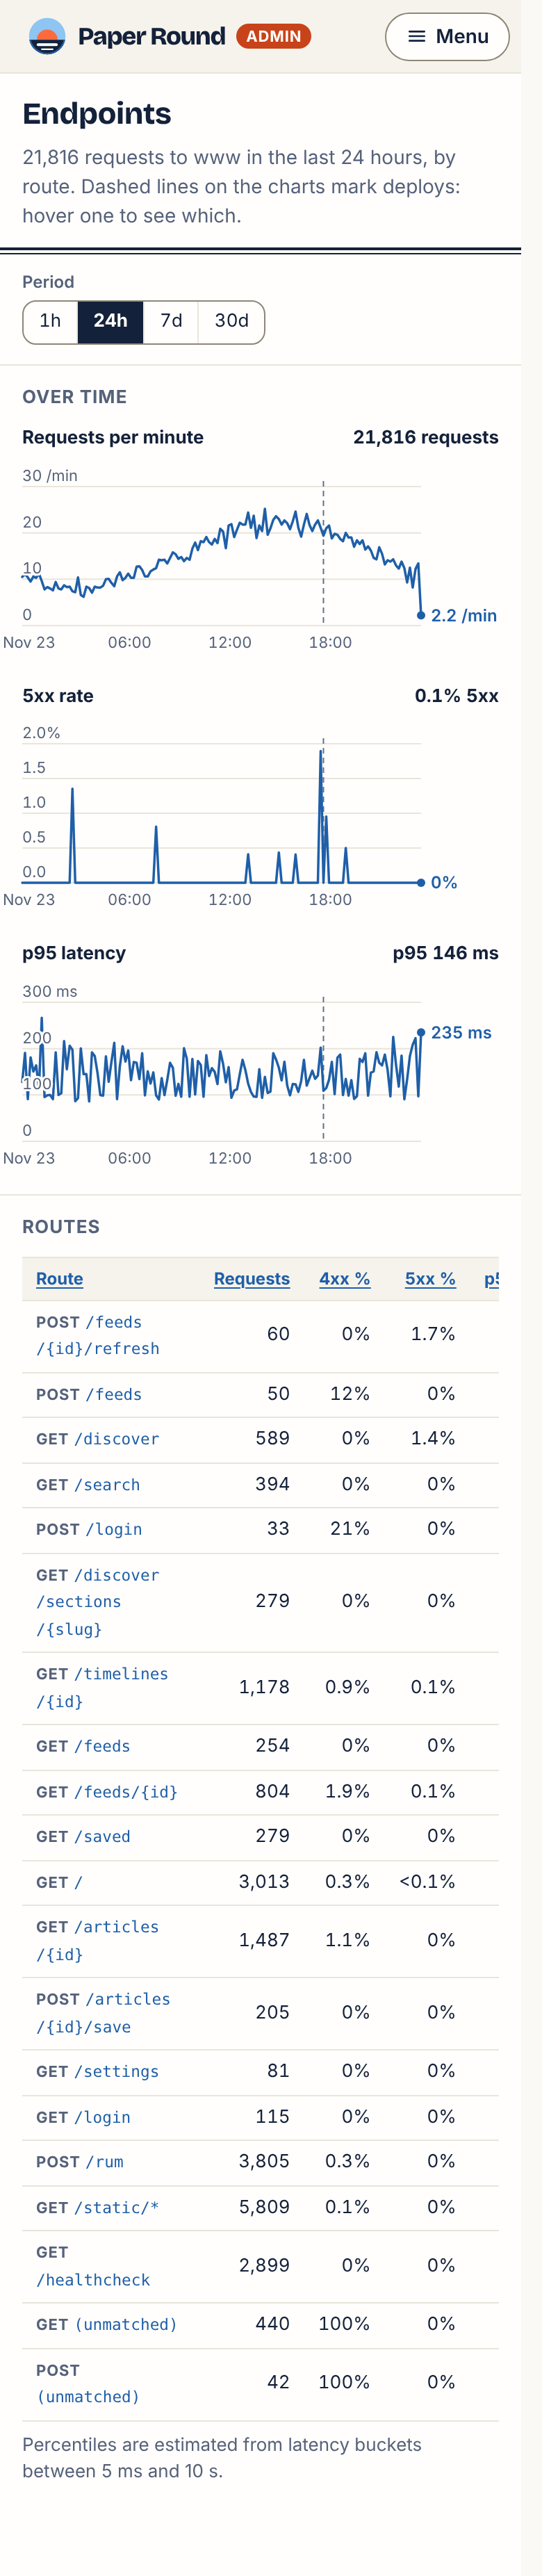 Paper Round ADMIN Menu
Endpoints
21,816 requests to www in the last 24 hours, by
route. Dashed lines on the charts mark deploys:
hover one to see which.
Period
1h 24h 7d 30d
OVER TIME
Requests per minute 21,816 requests
30 /min
20
10
0
2.2 /min
Nov 23 06:00 12:00 18:00
5xx rate 0.1% 5xx
2.0%
1.5
1.0
0.5
0.0
0%
Nov 23 06:00 12:00 18:00
p95 latency p95 146 ms
300 ms
235 ms
200
100
0
Nov 23 06:00 12:00 18:00
ROUTES
Route Requests 4xx % 5xx % p5
POST /feeds
/{id}/refresh
60 0% 1.7%
POST /feeds 50 12% 0%
GET /discover 589 0% 1.4%
GET /search 394 0% 0%
POST /login 33 21% 0%
GET /discover
/sections
/{slug}
279 0% 0%
GET /timelines
/{id}
1,178 0.9% 0.1%
GET /feeds 254 0% 0%
GET /feeds/{id} 804 1.9% 0.1%
GET /saved 279 0% 0%
GET / 3,013 0.3% <0.1%
GET /articles
/{id}
1,487 1.1% 0%
POST /articles
/{id}/save
205 0% 0%
GET /settings 81 0% 0%
GET /login 115 0% 0%
POST /rum 3,805 0.3% 0%
GET /static/* 5,809 0.1% 0%
GET
/healthcheck
2,899 0% 0%
GET (unmatched) 440 100% 0%
POST
(unmatched)
42 100% 0%
Percentiles are estimated from latency buckets
between 5 ms and 10 s.